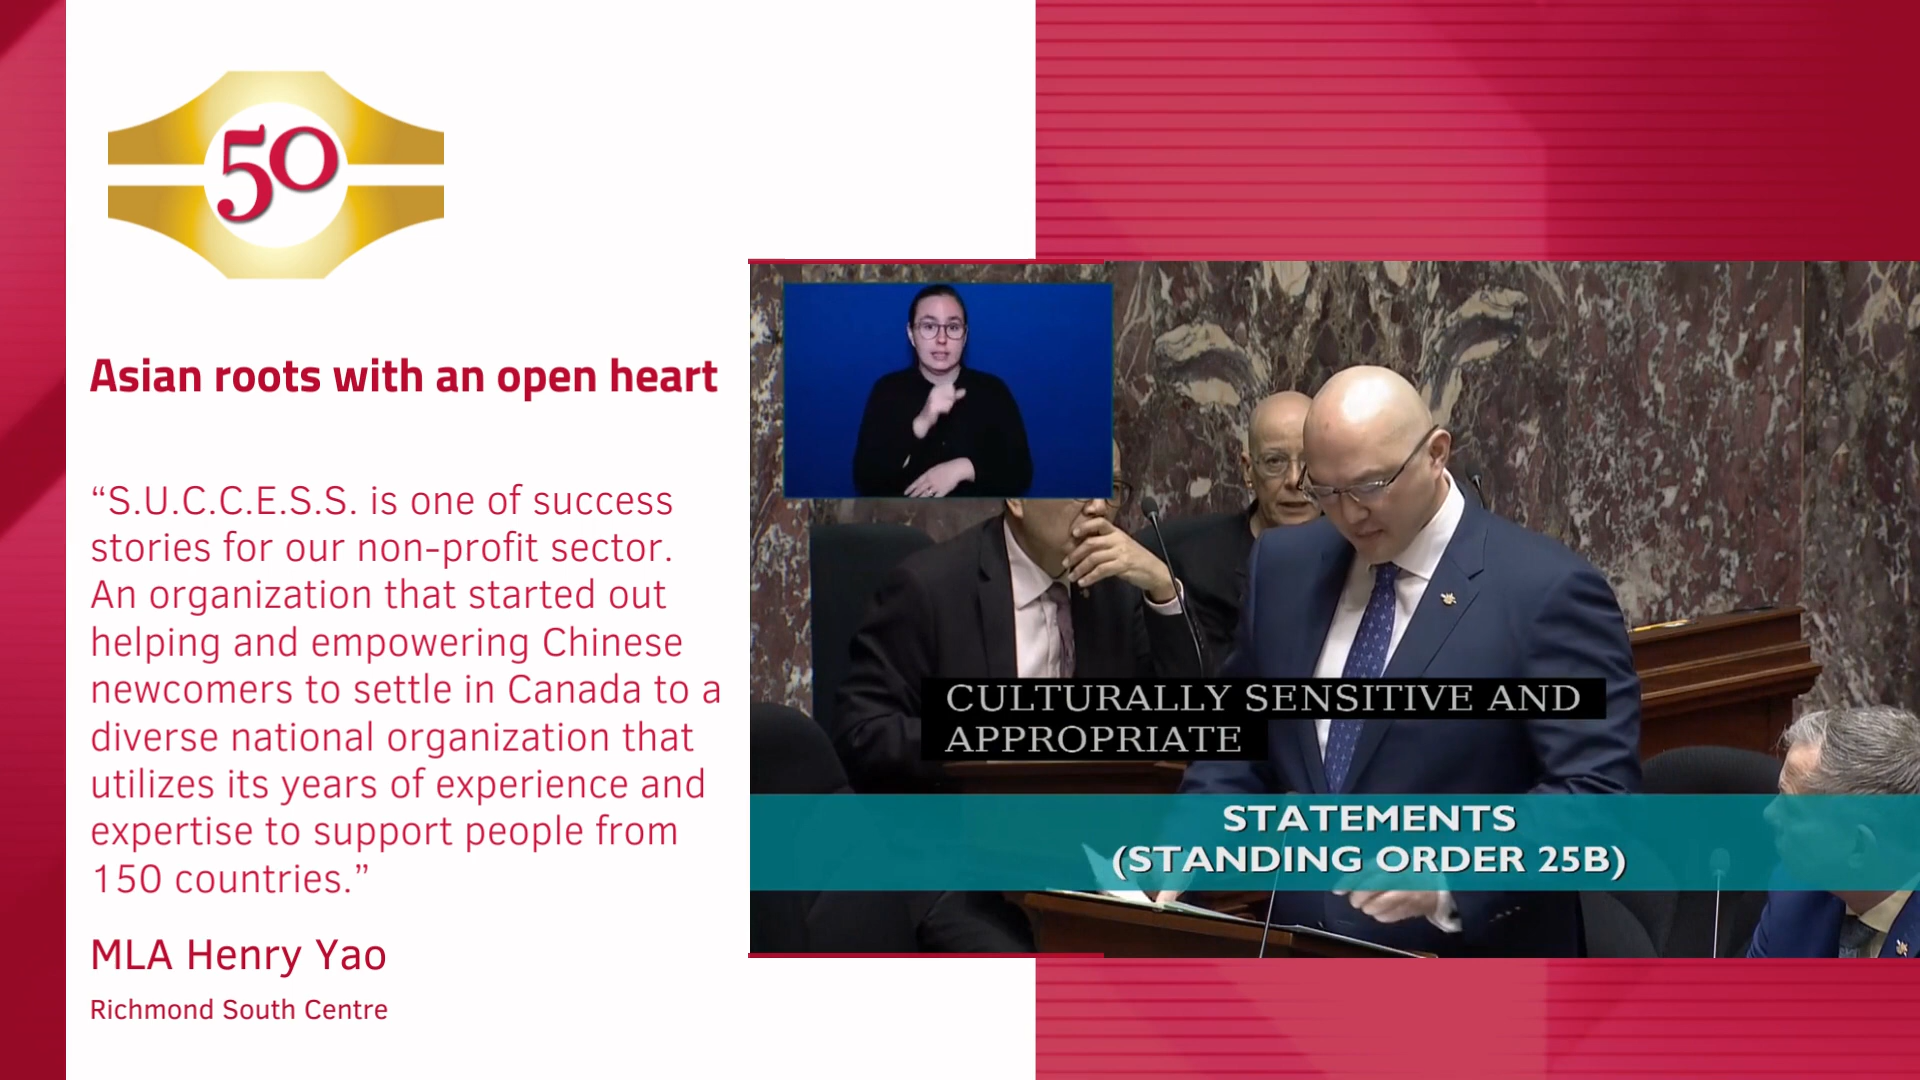 50
Asian roots with an open heart
“S.U.C.C.E.S.S. is one of success
stories for our non-profit sector.
An organization that started out
helping and empowering Chinese
newcomers to settle in Canada to a
diverse national organization that
utilizes its years of experience and
expertise to support people from
150 countries.”
MLA Henry Yao
Richmond South Centre
CULTURALLY SENSITIVE AND
APPROPRIATE
STATEMENTS
(STANDING ORDER 25B)